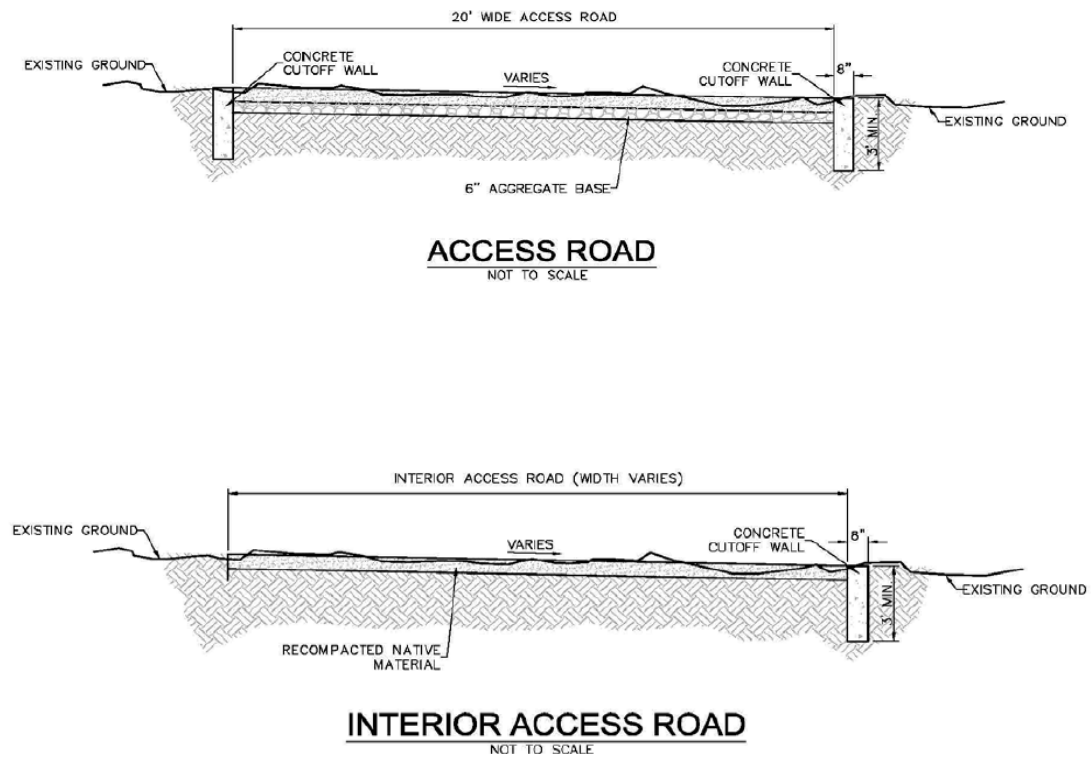 20' WIDE ACCESS ROAD
EXISTING GROUND
CONCRETE
CUTOFF WALL
VARIES
CONCRETE
CUTOFF WALL
8"
EXISTING GROUND
3' MIN.
6" AGGREGATE BASE
ACCESS ROAD
NOT TO SCALE
INTERIOR ACCESS ROAD (WIDTH VARIES)
EXISTING GROUND
VARIES
CONCRETE
CUTOFF WALL
8"
EXISTING GROUND
3' MIN.
RECOMPACTED NATIVE
MATERIAL
INTERIOR ACCESS ROAD
NOT TO SCALE